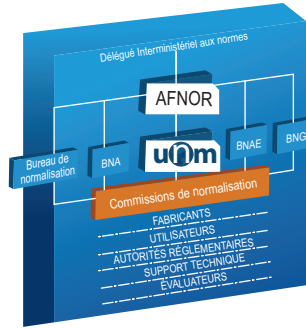 Délégué Interministériel aux normes
AFNOR
Bureau de
normalisation
BNA
unm
BNAE
BNG
Commissions de normalisation
FABRICANTS
UTILISATEURS
AUTORITÉS RÉGLEMENTAIRES
SUPPORT TECHNIQUE
ÉVALUATEURS